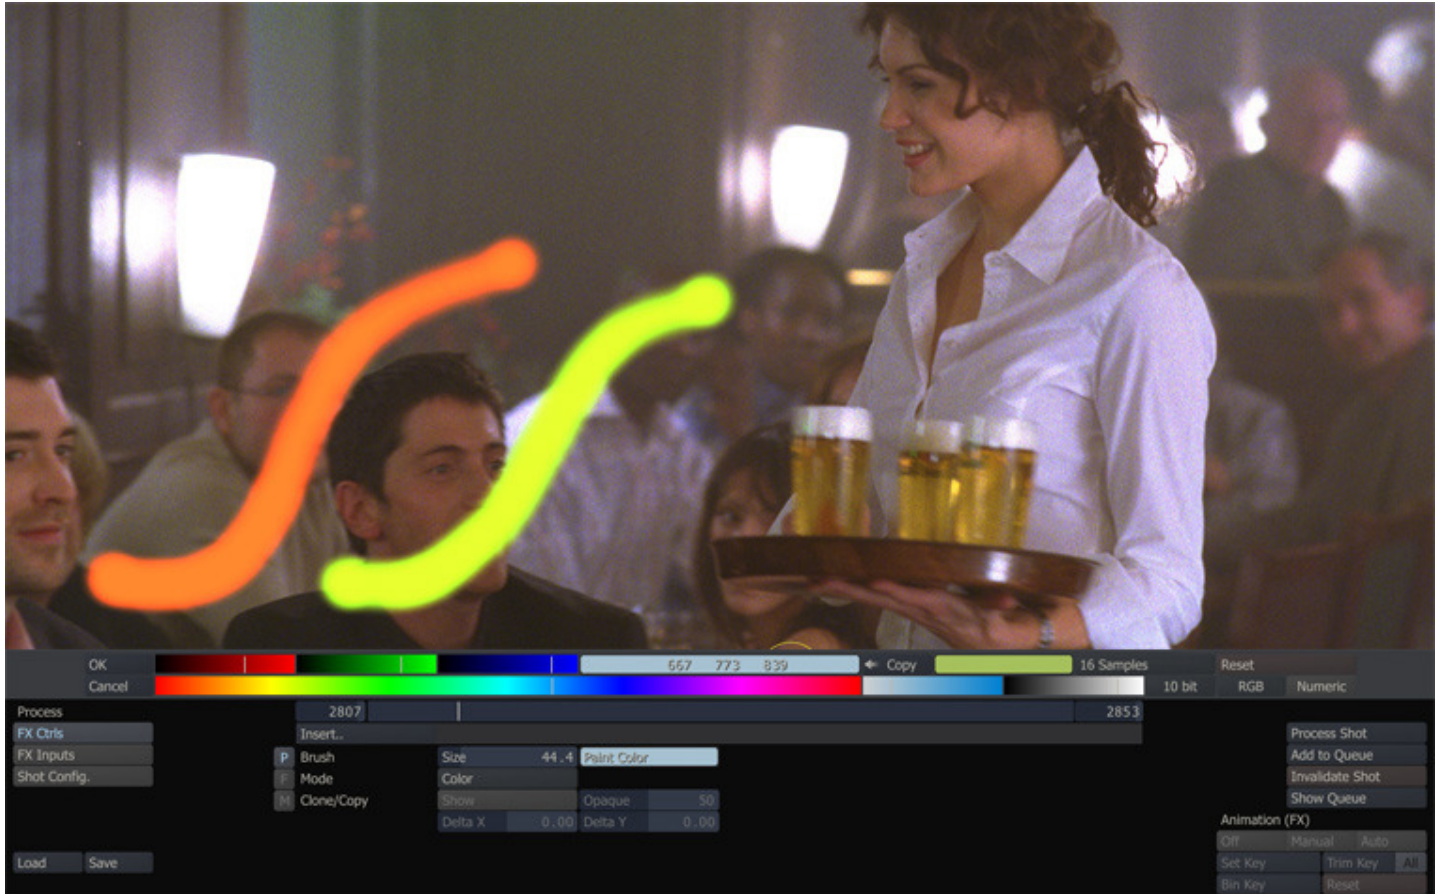 OK 667 773 839 Copy 16 Samples Reset
Cancel 10 bit RGB Numeric
Process 2807 2853
FX Ctrls Insert.. Process Shot
FX Inputs P Brush Size 44.4 Paint Color Add to Queue
Shot Config. F Mode Color Invalidate Shot
M Clone/Copy Show Opaque 50 Show Queue
Delta X 0.00 Delta Y 0.00 Animation (FX)
Off Manual Auto
Load Save Set Key Trim Key All
Bin Key Reset